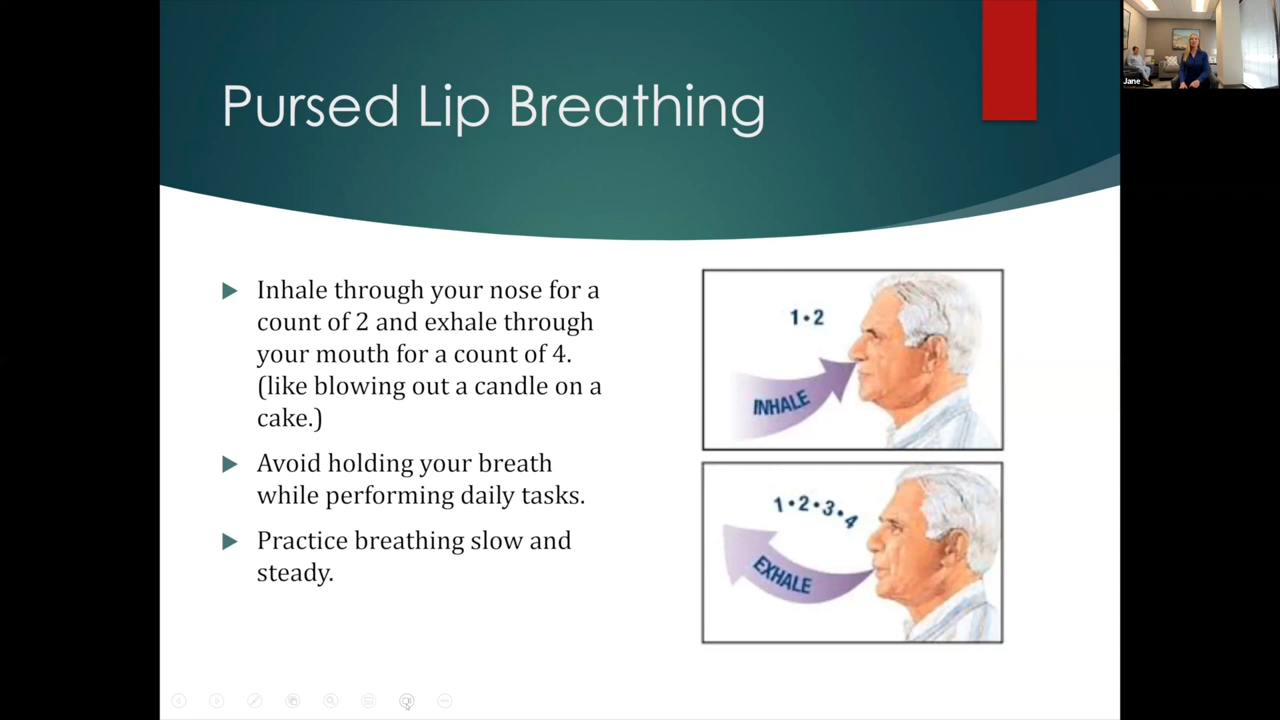 Pursed Lip Breathing
Jane
Inhale through your nose for a
count of 2 and exhale through
your mouth for a count of 4.
(like blowing out a candle on a
cake.)
Avoid holding your breath
while performing daily tasks.
Practice breathing slow and
steady.
1•2
INHALE
1•2•3•4
EXHALE